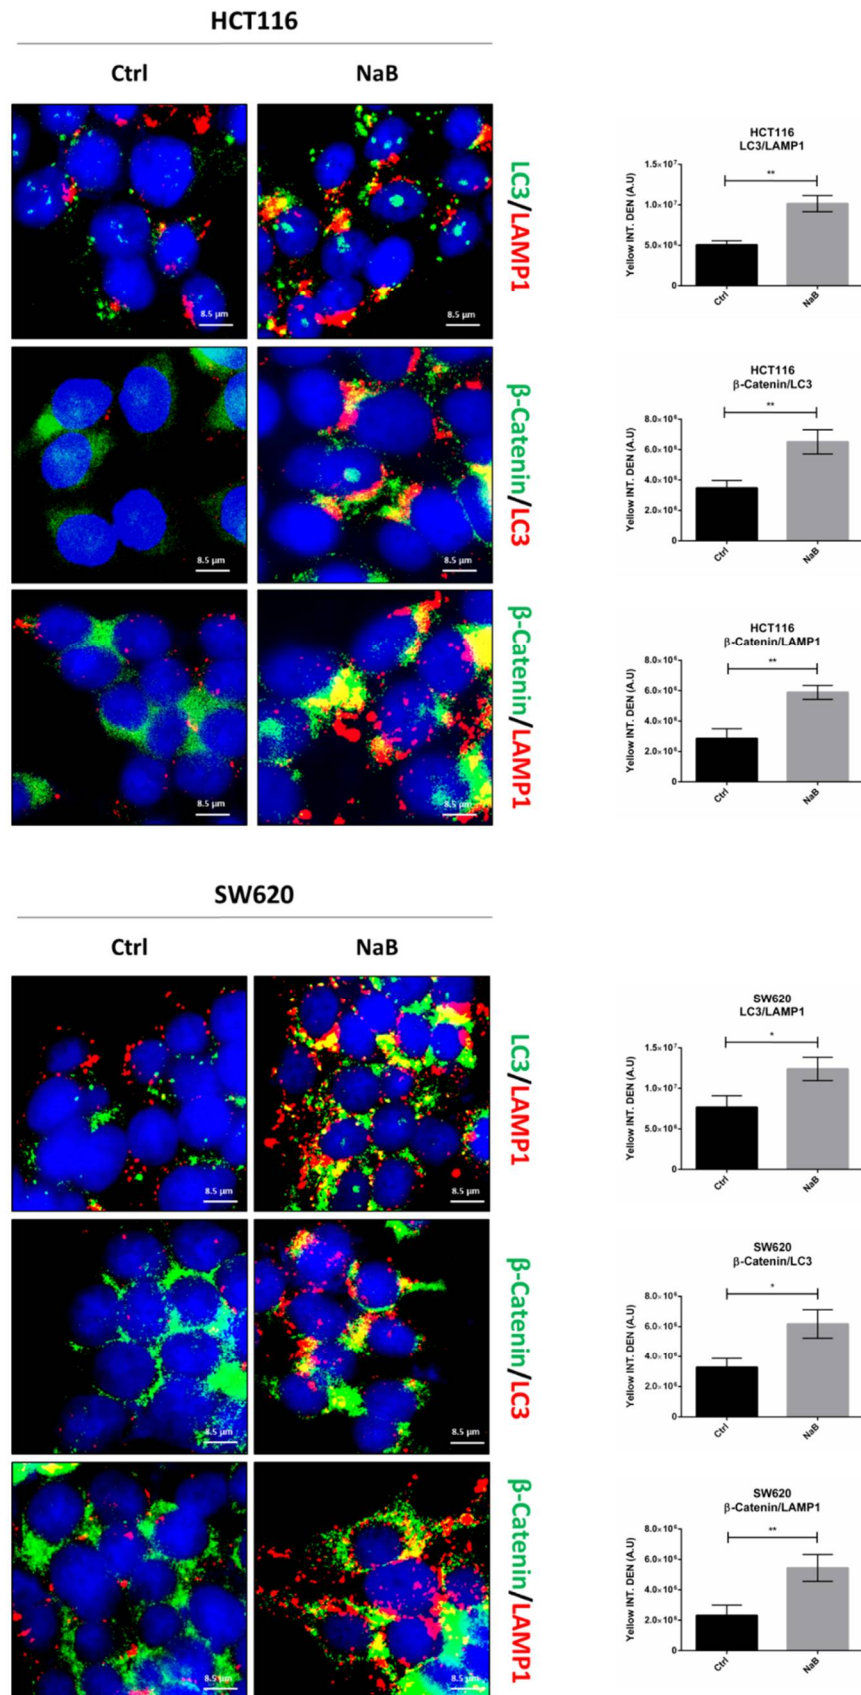 HCT116
Ctrl
NaB
8.5 µm
8.5 µm
LC3/LAMP1
HCT116
LC3/LAMP1
Yellow INT. DEN (A.U)
1.5×10⁷
1.0×10⁷
5.0×10⁶
0
**
Ctrl
NaB
8.5 µm
8.5 µm
β-Catenin/LC3
HCT116
β-Catenin/LC3
Yellow INT. DEN (A.U)
8.0×10⁶
6.0×10⁶
4.0×10⁶
2.0×10⁶
0
**
Ctrl
NaB
8.5 µm
8.5 µm
β-Catenin/LAMP1
HCT116
β-Catenin/LAMP1
Yellow INT. DEN (A.U)
8.0×10⁶
6.0×10⁶
4.0×10⁶
2.0×10⁶
0
**
Ctrl
NaB
SW620
Ctrl
NaB
8.5 µm
8.5 µm
LC3/LAMP1
SW620
LC3/LAMP1
Yellow INT. DEN (A.U)
1.5×10⁷
1.0×10⁷
5.0×10⁶
0
*
Ctrl
NaB
8.5 µm
8.5 µm
β-Catenin/LC3
SW620
β-Catenin/LC3
Yellow INT. DEN (A.U)
8.0×10⁶
6.0×10⁶
4.0×10⁶
2.0×10⁶
0
*
Ctrl
NaB
8.5 µm
8.5 µm
β-Catenin/LAMP1
SW620
β-Catenin/LAMP1
Yellow INT. DEN (A.U)
8.0×10⁶
6.0×10⁶
4.0×10⁶
2.0×10⁶
0
**
Ctrl
NaB